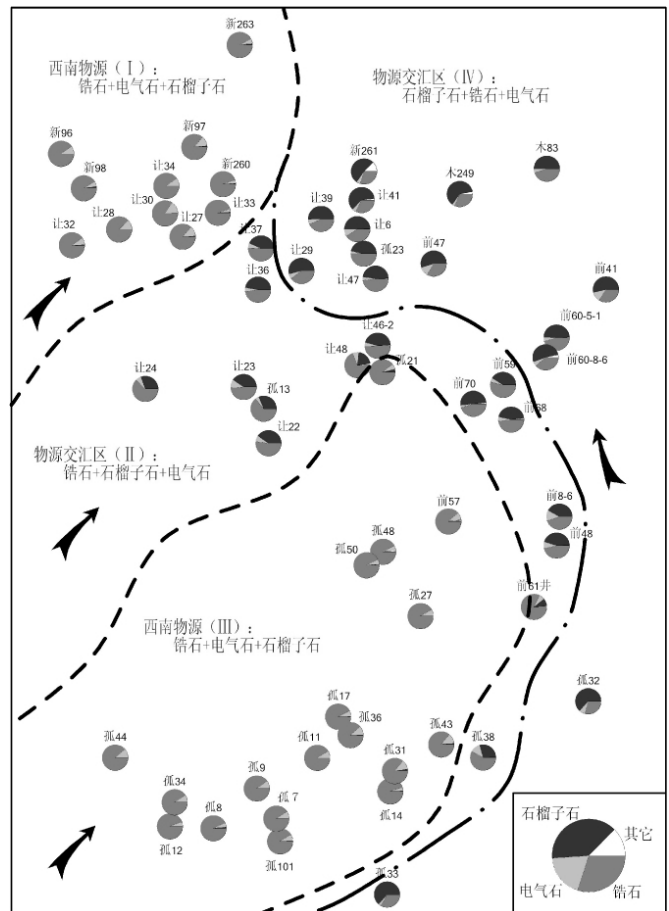 新263
西南物源（Ⅰ）：
锆石+电气石+石榴子石
物源交汇区（Ⅳ）：
石榴子石+锆石+电气石
新96
新97
新98
让34
新260
让30
让33
让28
让27
让32
新261
木83
木249
让41
让39
让6
让37
孤23
前47
让29
让36
让47
前41
让46-2
前60-5-1
让48
孤21
前60-8-6
前59
让24
让23
孤13
前70
前68
让22
物源交汇区（Ⅱ）：
锆石+石榴子石+电气石
前57
前8-6
孤48
孤50
前48
前61井
孤27
西南物源（Ⅲ）：
锆石+电气石+石榴子石
孤32
孤17
孤36
孤44
孤11
孤43
孤38
孤9
孤31
孤34
孤7
孤8
孤14
孤12
孤101
孤33
石榴子石
其它
电气石
锆石